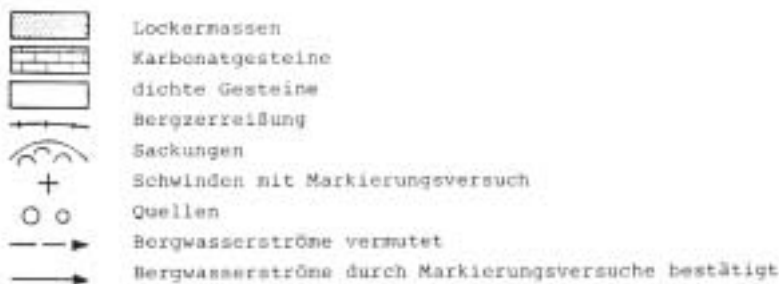 Lockermassen
Karbonatgesteine
dichte Gesteine
Bergzerreißung
Sackungen
Schwinden mit Markierungsversuch
Quellen
Bergwasserströme vermutet
Bergwasserströme durch Markierungsversuche bestätigt